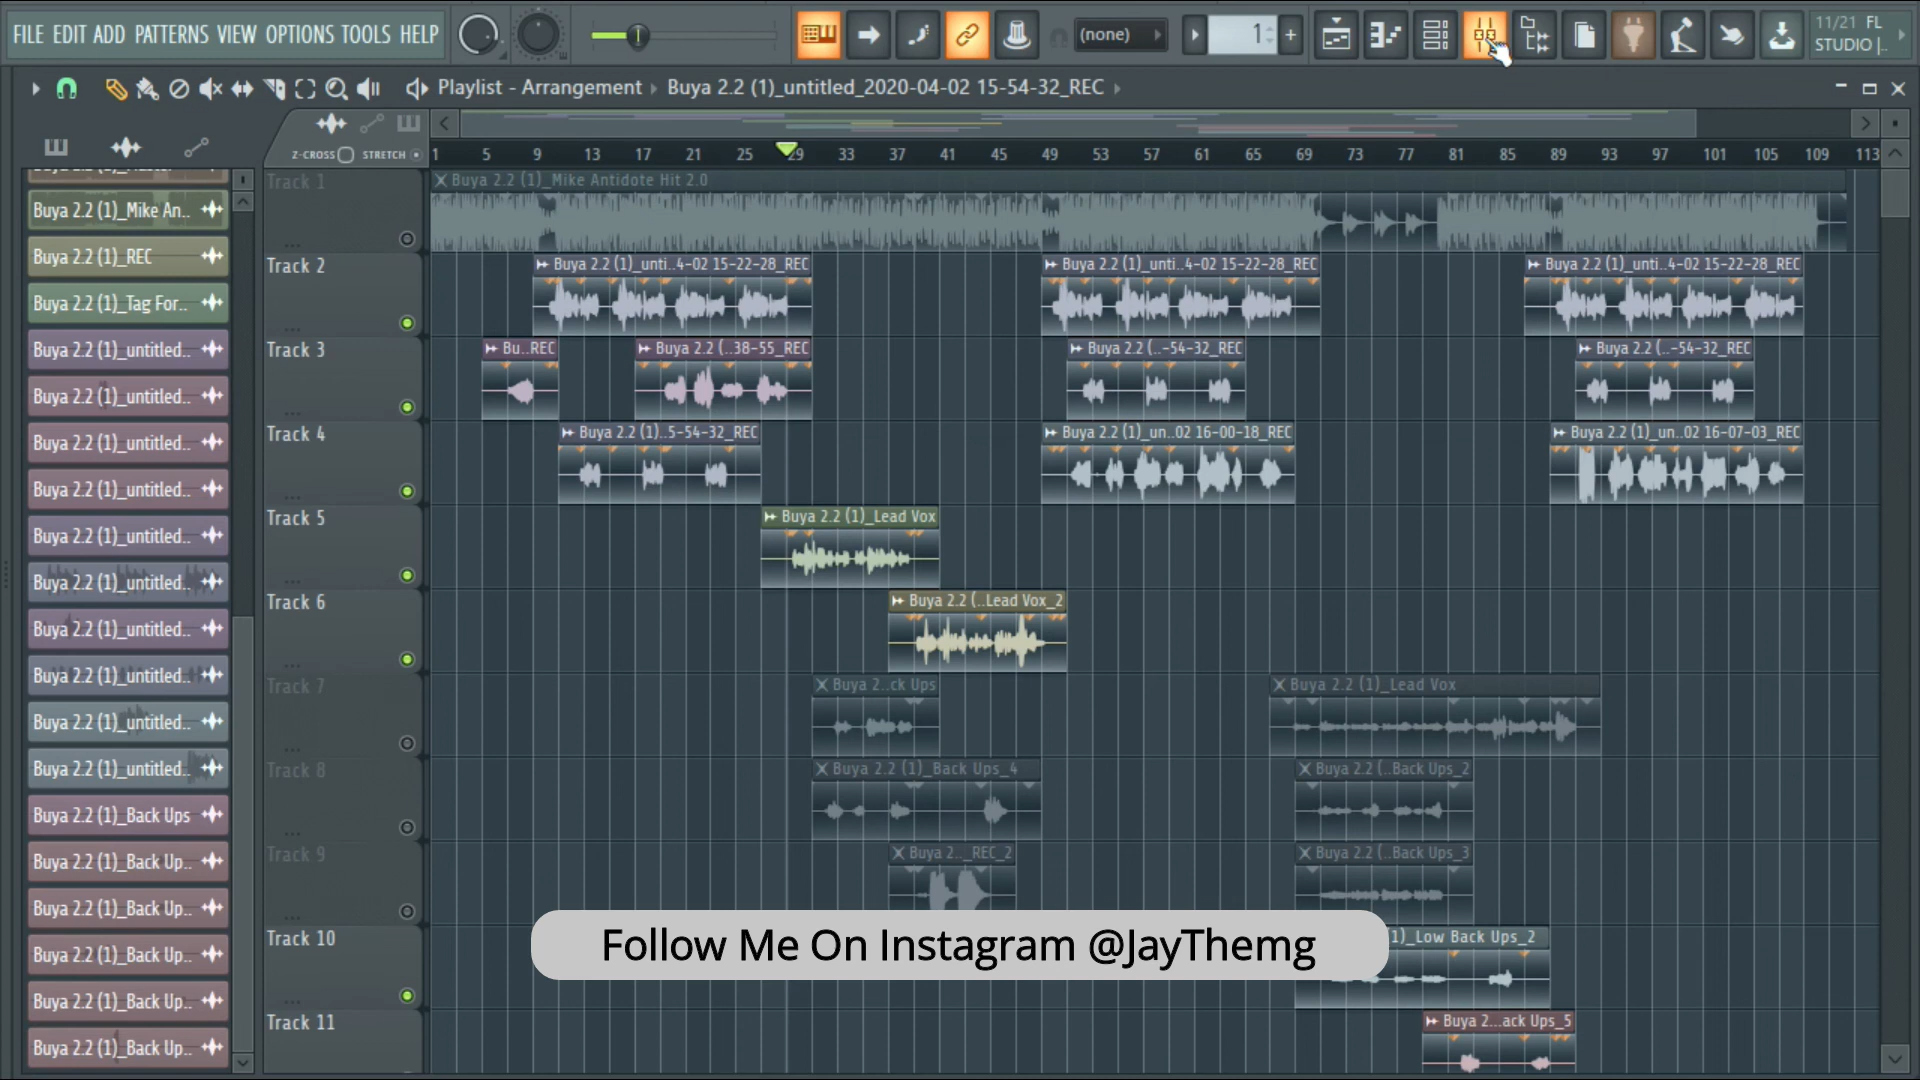 FILE EDIT ADD PATTERNS VIEW OPTIONS TOOLS HELP
(none)
1
11/21 FL
STUDIO |..
Playlist - Arrangement Buya 2.2 (1)_untitled_2020-04-02 15-54-32_REC
Z-CROSS STRETCH
1 5 9 13 17 21 25 29 33 37 41 45 49 53 57 61 65 69 73 77 81 85 89 93 97 101 105 109 113
Buya 2.2 (1)_Mike An..
Buya 2.2 (1)_REC
Buya 2.2 (1)_Tag For..
Buya 2.2 (1)_untitled..
Buya 2.2 (1)_untitled..
Buya 2.2 (1)_untitled..
Buya 2.2 (1)_untitled..
Buya 2.2 (1)_untitled..
Buya 2.2 (1)_untitled..
Buya 2.2 (1)_untitled..
Buya 2.2 (1)_untitled..
Buya 2.2 (1)_untitled..
Buya 2.2 (1)_untitled..
Buya 2.2 (1)_Back Ups
Buya 2.2 (1)_Back Up..
Buya 2.2 (1)_Back Up..
Buya 2.2 (1)_Back Up..
Buya 2.2 (1)_Back Up..
Buya 2.2 (1)_Back Up..
Track 1
Buya 2.2 (1)_Mike Antidote Hit 2.0
Track 2
Buya 2.2 (1)_unti..4-02 15-22-28_REC
Buya 2.2 (1)_unti..4-02 15-22-28_REC
Buya 2.2 (1)_unti..4-02 15-22-28_REC
Track 3
Bu..REC
Buya 2.2 (..38-55_REC
Buya 2.2 (..-54-32_REC
Buya 2.2 (..-54-32_REC
Track 4
Buya 2.2 (1)..5-54-32_REC
Buya 2.2 (1)_un..02 16-00-18_REC
Buya 2.2 (1)_un..02 16-07-03_REC
Track 5
Buya 2.2 (1)_Lead Vox
Track 6
Buya 2.2 (..Lead Vox_2
Track 7
Buya 2..ck Ups
Buya 2.2 (1)_Lead Vox
Track 8
Buya 2.2 (1)_Back Ups_4
Buya 2.2 (..Back Ups_2
Track 9
Buya 2.._REC_2
Buya 2.2 (..Back Ups_3
Track 10
1)_Low Back Ups_2
Track 11
Buya 2...ack Ups_5
Follow Me On Instagram @JayThemg